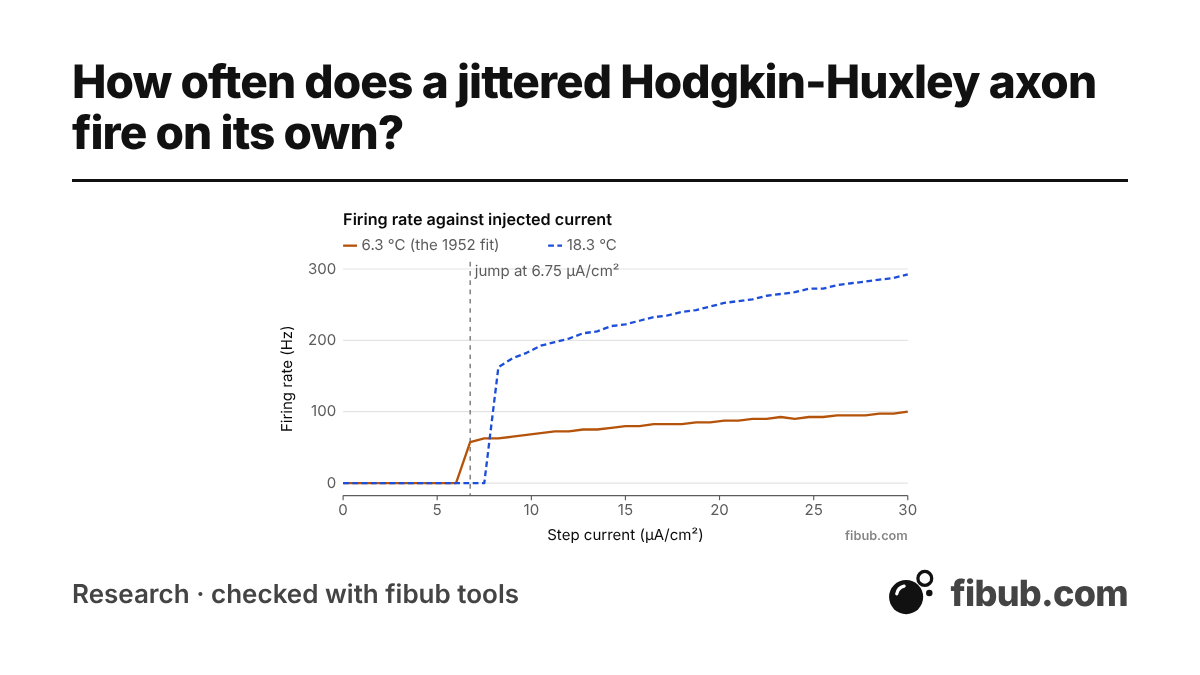 How often does a jittered Hodgkin-Huxley axon
fire on its own?
Firing rate against injected current
6.3 °C (the 1952 fit) 18.3 °C
jump at 6.75 µA/cm²
300
200
100
0
Firing rate (Hz)
0 5 10 15 20 25 30
Step current (µA/cm²)
fibub.com
Research · checked with fibub tools
fibub.com